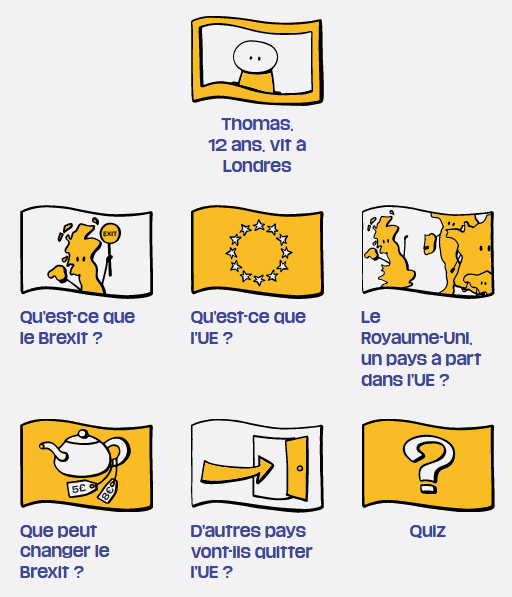 Thomas,
12 ans, vit à
Londres
EXIT
Qu'est-ce que
le Brexit ?
Qu'est-ce que
l'UE ?
Le
Royaume-Uni,
un pays à part
dans l'UE ?
5£
8£
Que peut
changer le
Brexit ?
D'autres pays
vont-ils quitter
l'UE ?
?
Quiz